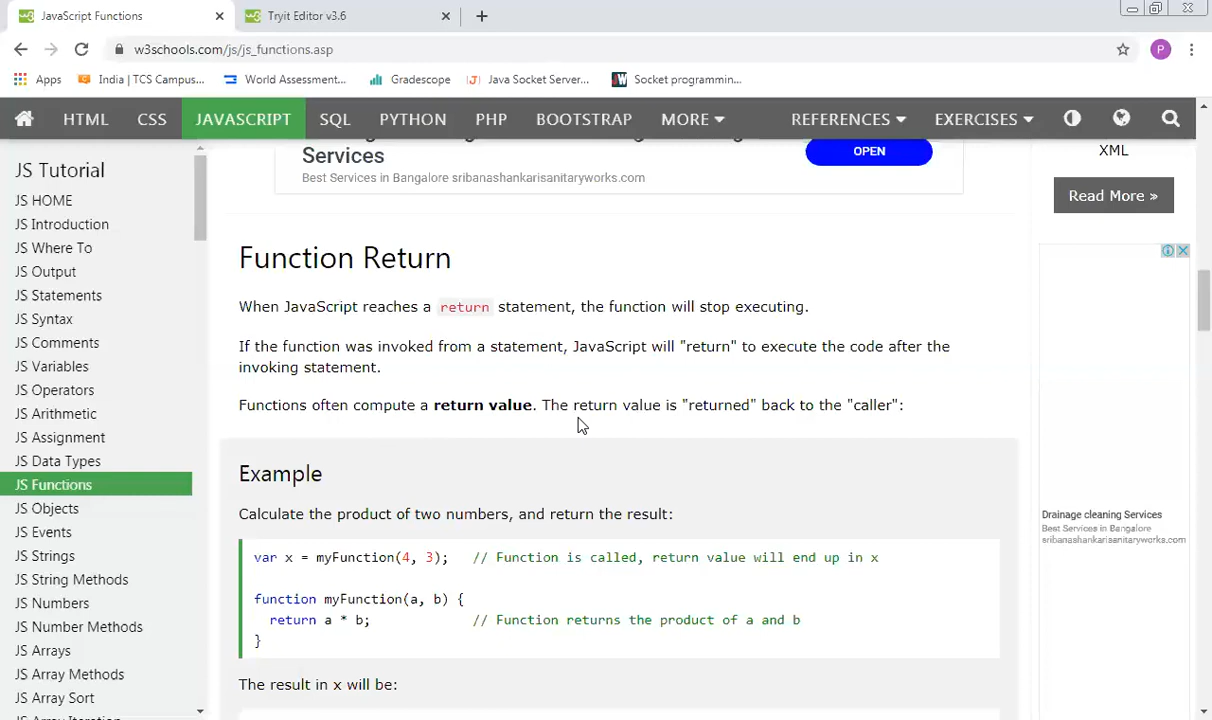 JavaScript Functions
Tryit Editor v3.6
w3schools.com/js/js_functions.asp
P
Apps
India | TCS Campus...
World Assessment...
Gradescope
Java Socket Server...
Socket programmin...
HTML
CSS
JAVASCRIPT
SQL
PYTHON
PHP
BOOTSTRAP
MORE
REFERENCES
EXERCISES
JS Tutorial
JS HOME
JS Introduction
JS Where To
JS Output
JS Statements
JS Syntax
JS Comments
JS Variables
JS Operators
JS Arithmetic
JS Assignment
JS Data Types
JS Functions
JS Objects
JS Events
JS Strings
JS String Methods
JS Numbers
JS Number Methods
JS Arrays
JS Array Methods
JS Array Sort
Services
Best Services in Bangalore sribanashankarisanitaryworks.com
OPEN
Function Return
When JavaScript reaches a return statement, the function will stop executing.
If the function was invoked from a statement, JavaScript will "return" to execute the code after the
invoking statement.
Functions often compute a return value. The return value is "returned" back to the "caller":
Example
Calculate the product of two numbers, and return the result:
var x = myFunction(4, 3);   // Function is called, return value will end up in x
function myFunction(a, b) {
return a * b;   // Function returns the product of a and b
}
The result in x will be:
XML
Read More »
Drainage cleaning Services
Best Services in Bangalore
sribanashankarisanitaryworks.com